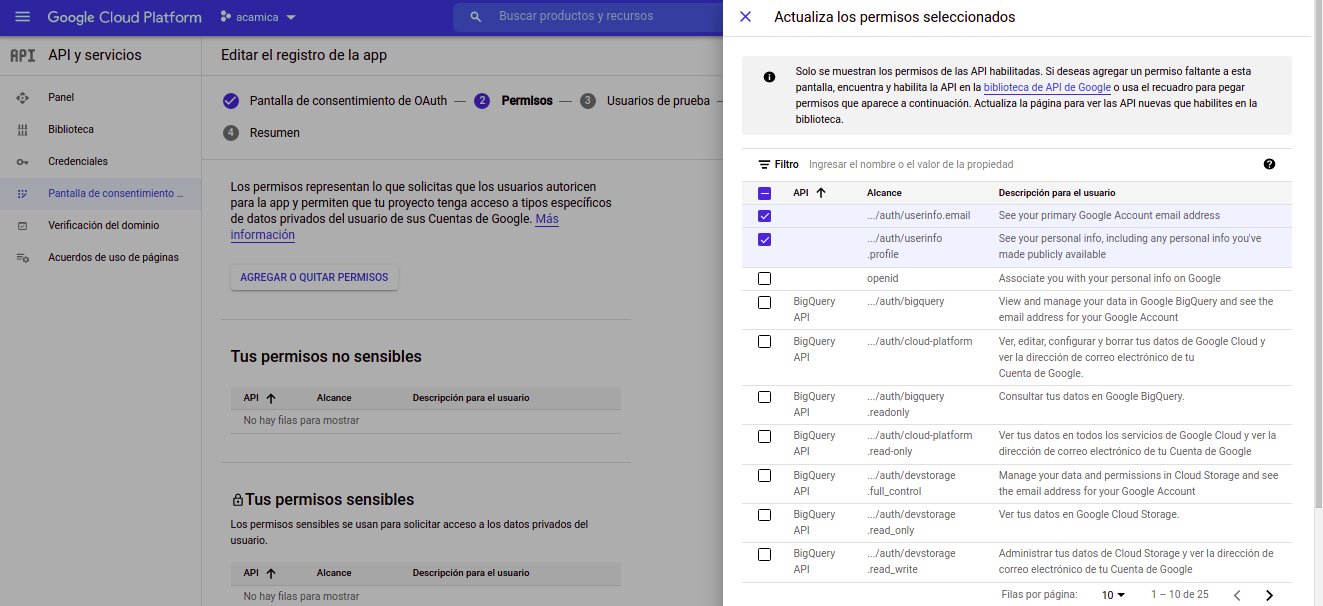 Google Cloud Platform
acamica
Buscar productos y recursos
API API y servicios
Panel
Biblioteca
Credenciales
Pantalla de consentimiento ...
Verificación del dominio
Acuerdos de uso de páginas
Editar el registro de la app
Pantalla de consentimiento de OAuth — 2 Permisos — 3 Usuarios de prueba —
4 Resumen
Los permisos representan lo que solicitas que los usuarios autoricen
para la app y permiten que tu proyecto tenga acceso a tipos específicos
de datos privados del usuario de sus Cuentas de Google. Más
información
AGREGAR O QUITAR PERMISOS
Tus permisos no sensibles
API Alcance Descripción para el usuario
No hay filas para mostrar
Tus permisos sensibles
Los permisos sensibles se usan para solicitar acceso a los datos privados del
usuario.
API Alcance Descripción para el usuario
No hay filas para mostrar
Actualiza los permisos seleccionados
Solo se muestran los permisos de las API habilitadas. Si deseas agregar un permiso faltante a esta
pantalla, encuentra y habilita la API en la biblioteca de API de Google o usa el recuadro para pegar
permisos que aparece a continuación. Actualiza la página para ver las API nuevas que habilites en la
biblioteca.
Filtro Ingresar el nombre o el valor de la propiedad
API Alcance Descripción para el usuario
.../auth/userinfo.email See your primary Google Account email address
.../auth/userinfo See your personal info, including any personal info you've
.profile made publicly available
openid Associate you with your personal info on Google
BigQuery .../auth/bigquery View and manage your data in Google BigQuery and see the
API email address for your Google Account
BigQuery .../auth/cloud-platform Ver, editar, configurar y borrar tus datos de Google Cloud y
API ver la dirección de correo electrónico de tu
Cuenta de Google.
BigQuery .../auth/bigquery Consultar tus datos en Google BigQuery.
API .readonly
BigQuery .../auth/cloud-platform Ver tus datos en todos los servicios de Google Cloud y ver la
API .read-only dirección de correo electrónico de tu Cuenta de Google
BigQuery .../auth/devstorage Manage your data and permissions in Cloud Storage and see
API .full_control the email address for your Google Account
BigQuery .../auth/devstorage Ver tus datos en Google Cloud Storage.
API .read_only
BigQuery .../auth/devstorage Administrar tus datos de Cloud Storage y ver la dirección de
API .read_write correo electrónico de tu Cuenta de Google
Filas por página: 10 1 – 10 de 25